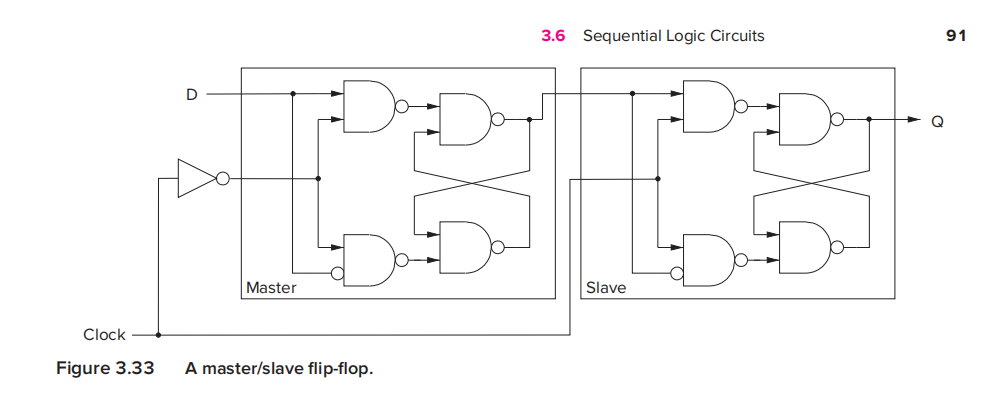 3.6 Sequential Logic Circuits 91
D
Q
Master
Slave
Clock
Figure 3.33 A master/slave flip-flop.